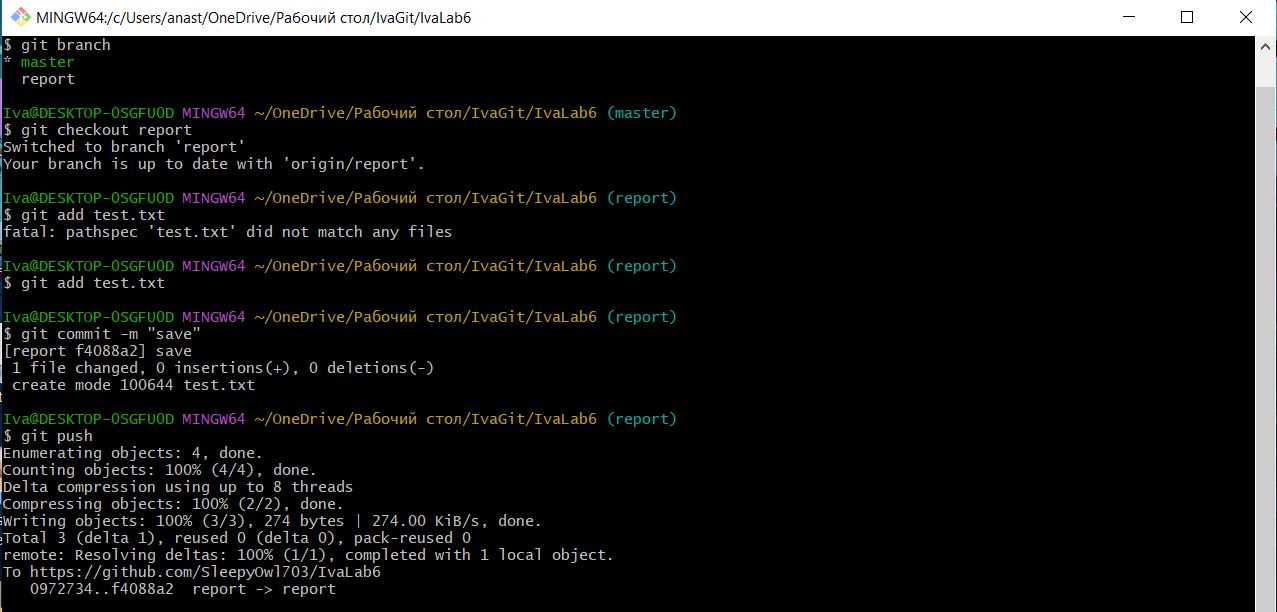 MINGW64:/c/Users/anast/OneDrive/Рабочий стол/IvaGit/IvaLab6
$ git branch
* master
  report

Iva@DESKTOP-0SGFU0D MINGW64 ~/OneDrive/Рабочий стол/IvaGit/IvaLab6 (master)
$ git checkout report
Switched to branch 'report'
Your branch is up to date with 'origin/report'.

Iva@DESKTOP-0SGFU0D MINGW64 ~/OneDrive/Рабочий стол/IvaGit/IvaLab6 (report)
$ git add test.txt
fatal: pathspec 'test.txt' did not match any files

Iva@DESKTOP-0SGFU0D MINGW64 ~/OneDrive/Рабочий стол/IvaGit/IvaLab6 (report)
$ git add test.txt

Iva@DESKTOP-0SGFU0D MINGW64 ~/OneDrive/Рабочий стол/IvaGit/IvaLab6 (report)
$ git commit -m "save"
[report f4088a2] save
 1 file changed, 0 insertions(+), 0 deletions(-)
 create mode 100644 test.txt

Iva@DESKTOP-0SGFU0D MINGW64 ~/OneDrive/Рабочий стол/IvaGit/IvaLab6 (report)
$ git push
Enumerating objects: 4, done.
Counting objects: 100% (4/4), done.
Delta compression using up to 8 threads
Compressing objects: 100% (2/2), done.
Writing objects: 100% (3/3), 274 bytes | 274.00 KiB/s, done.
Total 3 (delta 1), reused 0 (delta 0), pack-reused 0
remote: Resolving deltas: 100% (1/1), completed with 1 local object.
To https://github.com/SleepyOwl703/IvaLab6
   0972734..f4088a2  report -> report